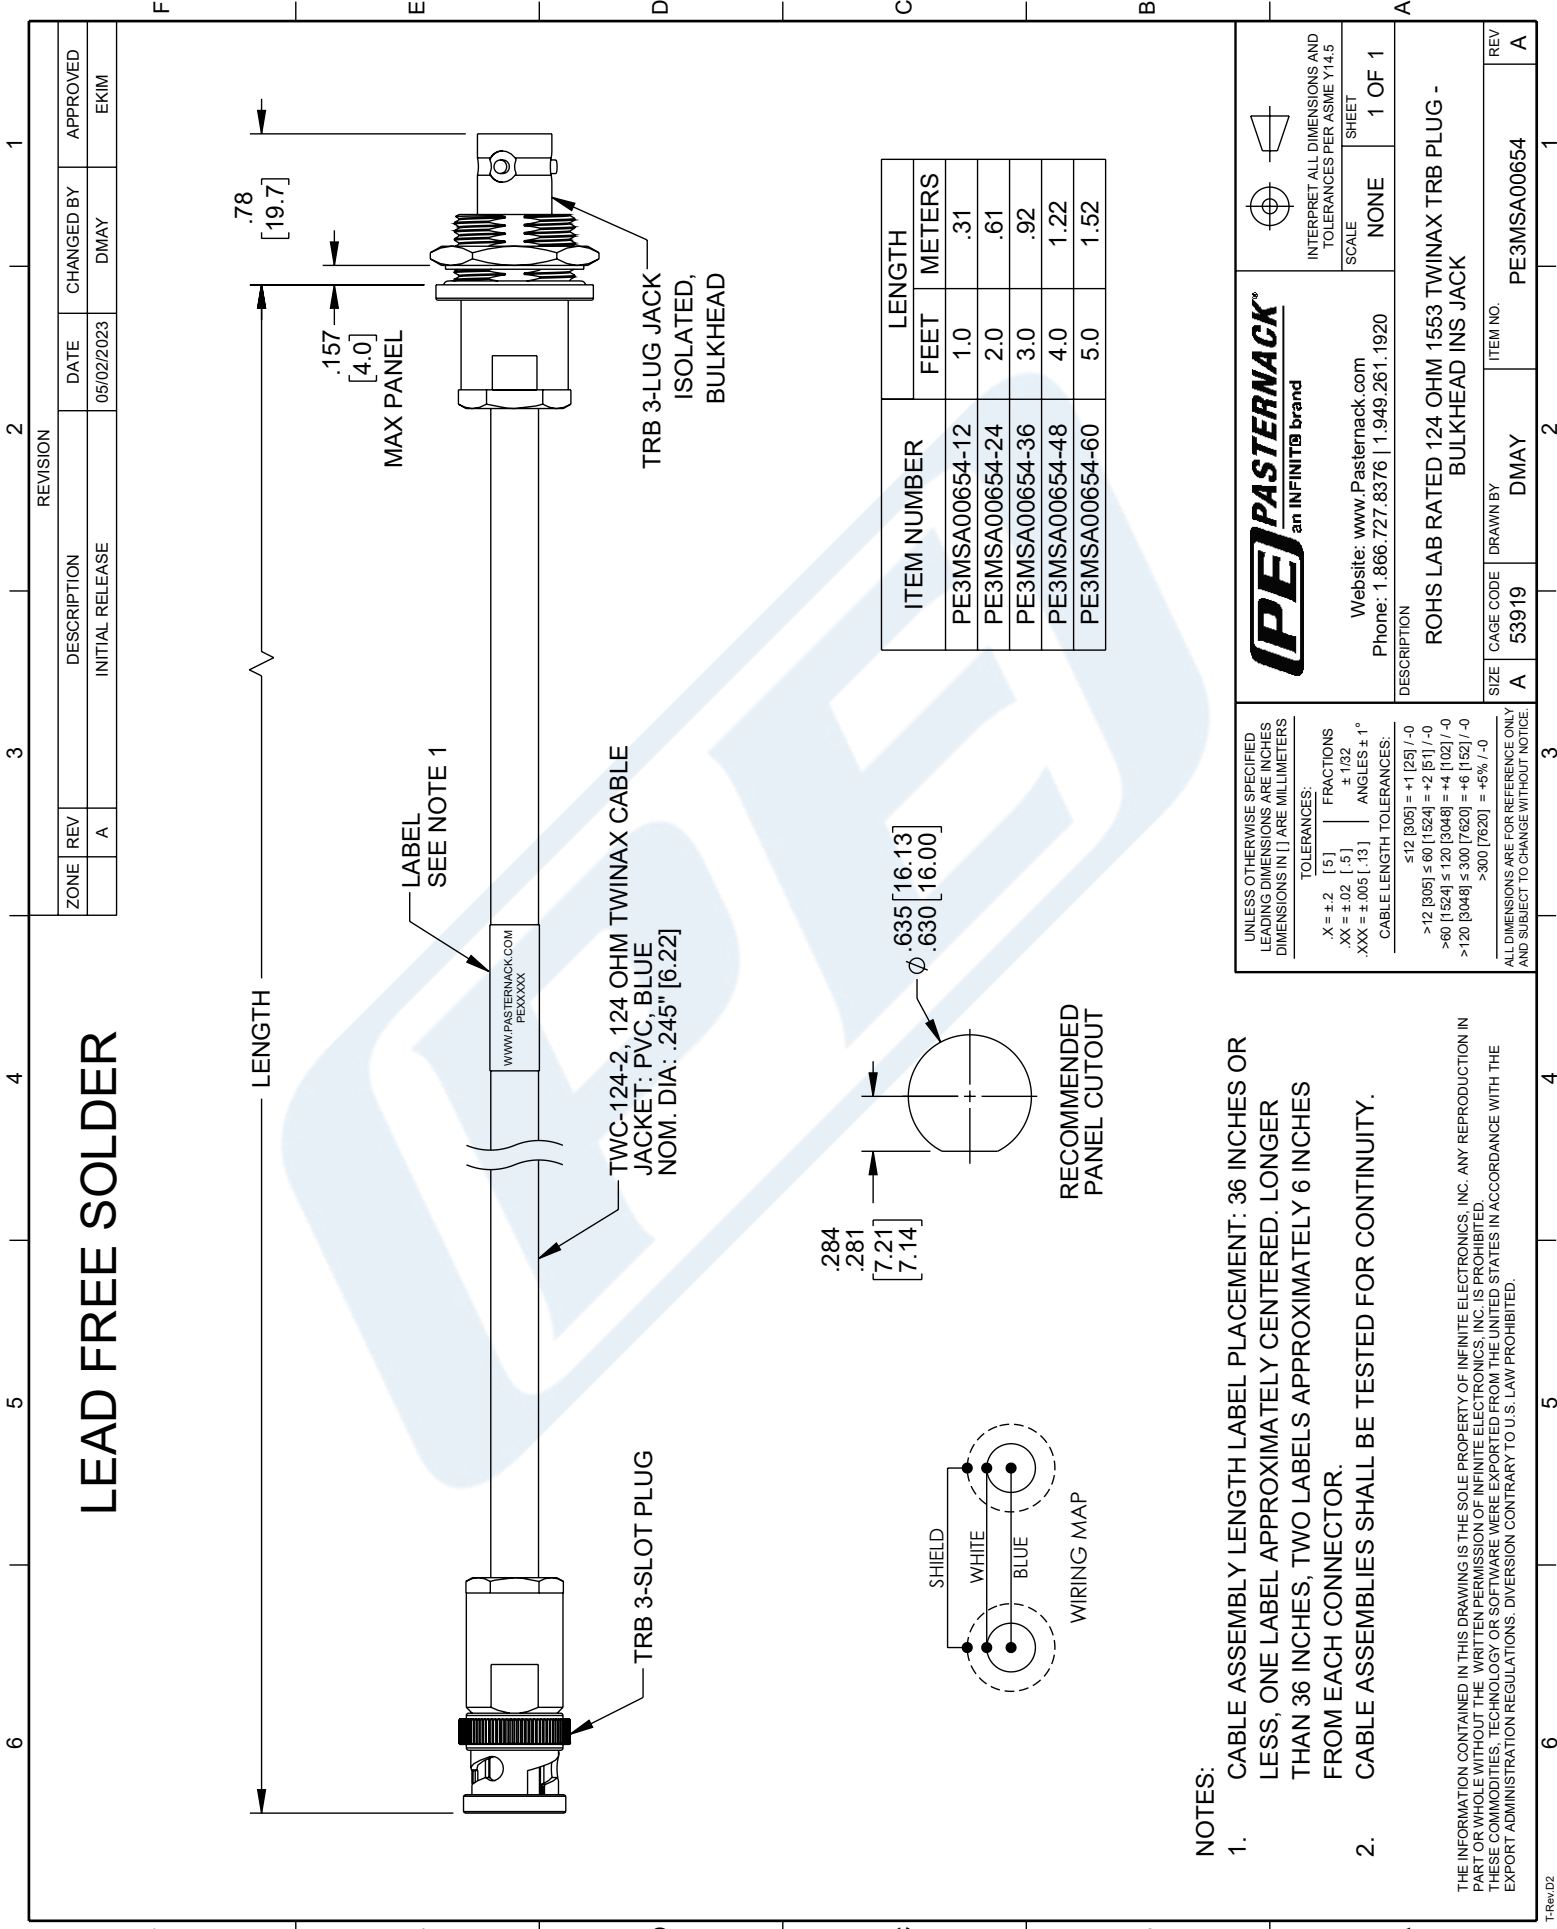 LEAD FREE SOLDER
REVISION
ZONE REV DESCRIPTION DATE CHANGED BY APPROVED
A INITIAL RELEASE 05/02/2023 DMAY EKIM
6 5 4 3 2 1
F
E
D
C
B
A
LENGTH
.78
[19.7]
.157
[4.0]
MAX PANEL
LABEL
SEE NOTE 1
WWW.PASTERNACK.COM
PEXXXXX
TRB 3-SLOT PLUG
TWC-124-2, 124 OHM TWINAX CABLE
JACKET: PVC, BLUE
NOM. DIA: .245" [6.22]
TRB 3-LUG JACK
ISOLATED,
BULKHEAD
SHIELD
WHITE
BLUE
WIRING MAP
.284
.281
[7.21]
[7.14]
Ø .635 [16.13]
.630 [16.00]
RECOMMENDED
PANEL CUTOUT
ITEM NUMBER LENGTH
FEET METERS
PE3MSA00654-12 1.0 .31
PE3MSA00654-24 2.0 .61
PE3MSA00654-36 3.0 .92
PE3MSA00654-48 4.0 1.22
PE3MSA00654-60 5.0 1.52
NOTES:
1. CABLE ASSEMBLY LENGTH LABEL PLACEMENT: 36 INCHES OR
LESS, ONE LABEL APPROXIMATELY CENTERED. LONGER
THAN 36 INCHES, TWO LABELS APPROXIMATELY 6 INCHES
FROM EACH CONNECTOR.
2. CABLE ASSEMBLIES SHALL BE TESTED FOR CONTINUITY.
THE INFORMATION CONTAINED IN THIS DRAWING IS THE SOLE PROPERTY OF INFINITE ELECTRONICS, INC. ANY REPRODUCTION IN
PART OR WHOLE WITHOUT THE WRITTEN PERMISSION OF INFINITE ELECTRONICS, INC. IS PROHIBITED.
THESE COMMODITIES, TECHNOLOGY OR SOFTWARE WERE EXPORTED FROM THE UNITED STATES IN ACCORDANCE WITH THE
EXPORT ADMINISTRATION REGULATIONS. DIVERSION CONTRARY TO U.S. LAW PROHIBITED.
UNLESS OTHERWISE SPECIFIED
LEADING DIMENSIONS ARE INCHES
DIMENSIONS IN [ ] ARE MILLIMETERS
TOLERANCES:
.X = ±.2 [5] FRACTIONS
.XX = ±.02 [.5] ± 1/32
.XXX = ±.005 [.13] ANGLES ± 1°
CABLE LENGTH TOLERANCES:
≤12 [305] = +1 [25] / -0
>12 [305] ≤ 60 [1524] = +2 [51] / -0
>60 [1524] ≤ 120 [3048] = +4 [102] / -0
>120 [3048] ≤ 300 [7620] = +6 [152] / -0
>300 [7620] = +5% / -0
ALL DIMENSIONS ARE FOR REFERENCE ONLY
AND SUBJECT TO CHANGE WITHOUT NOTICE.
PE PASTERNACK®
an INFINIT@ brand
Website: www.Pasternack.com
Phone: 1.866.727.8376 | 1.949.261.1920
INTERPRET ALL DIMENSIONS AND
TOLERANCES PER ASME Y14.5
SCALE NONE
SHEET 1 OF 1
DESCRIPTION
ROHS LAB RATED 124 OHM 1553 TWINAX TRB PLUG -
BULKHEAD INS JACK
SIZE A
CAGE CODE 53919
DRAWN BY DMAY
ITEM NO. PE3MSA00654
REV A
6 5 4 3 2 1
T-Rev.D2